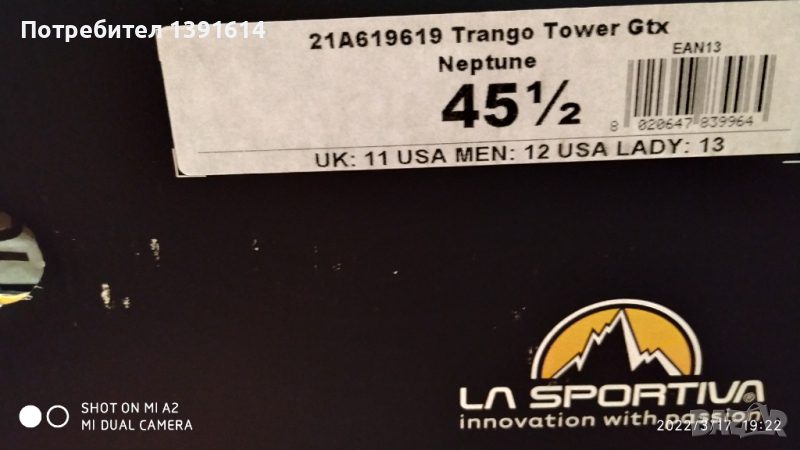 Потребител 1391614
21A619619 Trango Tower Gtx
Neptune
EAN13
45½
8 020647 839964
UK: 11 USA MEN: 12 USA LADY: 13
LA SPORTIVA®
innovation with passion
SHOT ON MI A2
MI DUAL CAMERA
2022/3/17 19:22
BAZAR